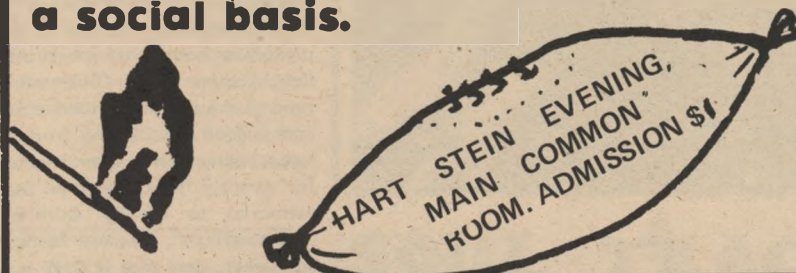 a social basis.
HART STEIN EVENING,
MAIN COMMON
ROOM. ADMISSION $1